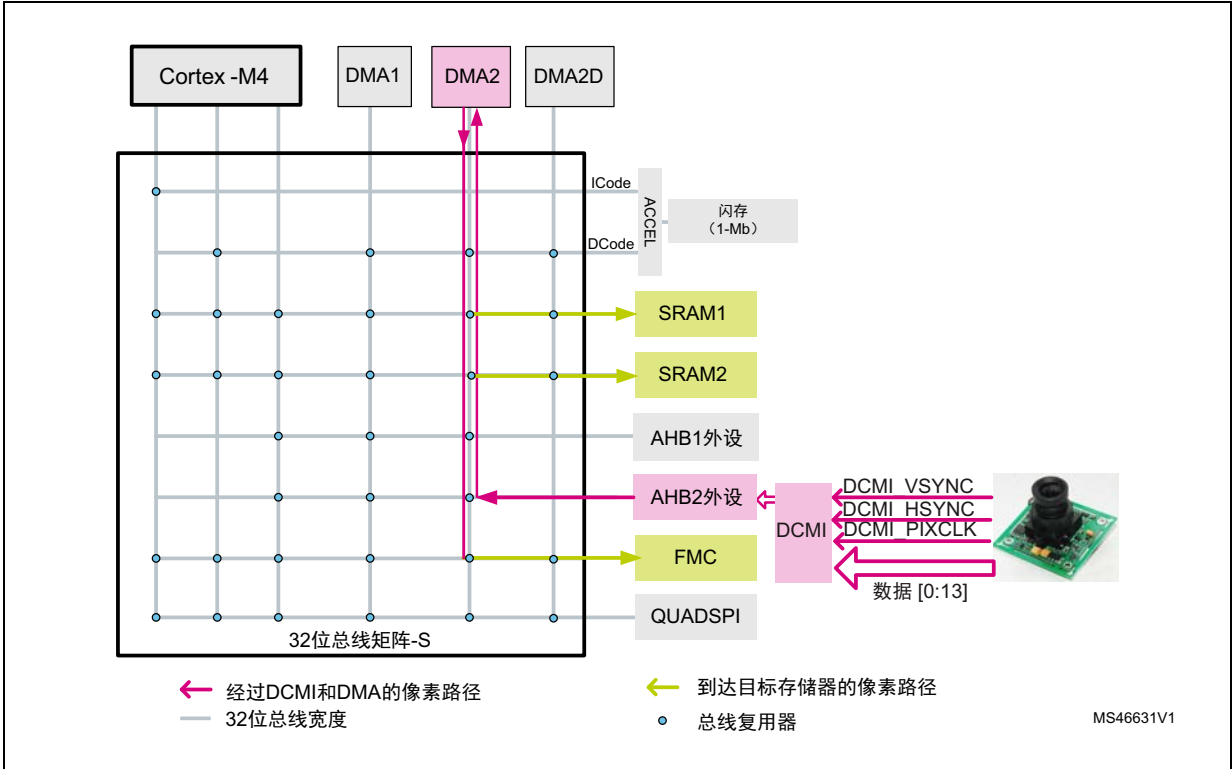 Cortex -M4
DMA1
DMA2
DMA2D
ICode
ACCEL
闪存
（1-Mb）
DCode
SRAM1
SRAM2
AHB1外设
AHB2外设
DCMI
DCMI_VSYNC
DCMI_HSYNC
DCMI_PIXCLK
数据 [0:13]
FMC
QUADSPI
32位总线矩阵-S
经过DCMI和DMA的像素路径
到达目标存储器的像素路径
32位总线宽度
总线复用器
MS46631V1